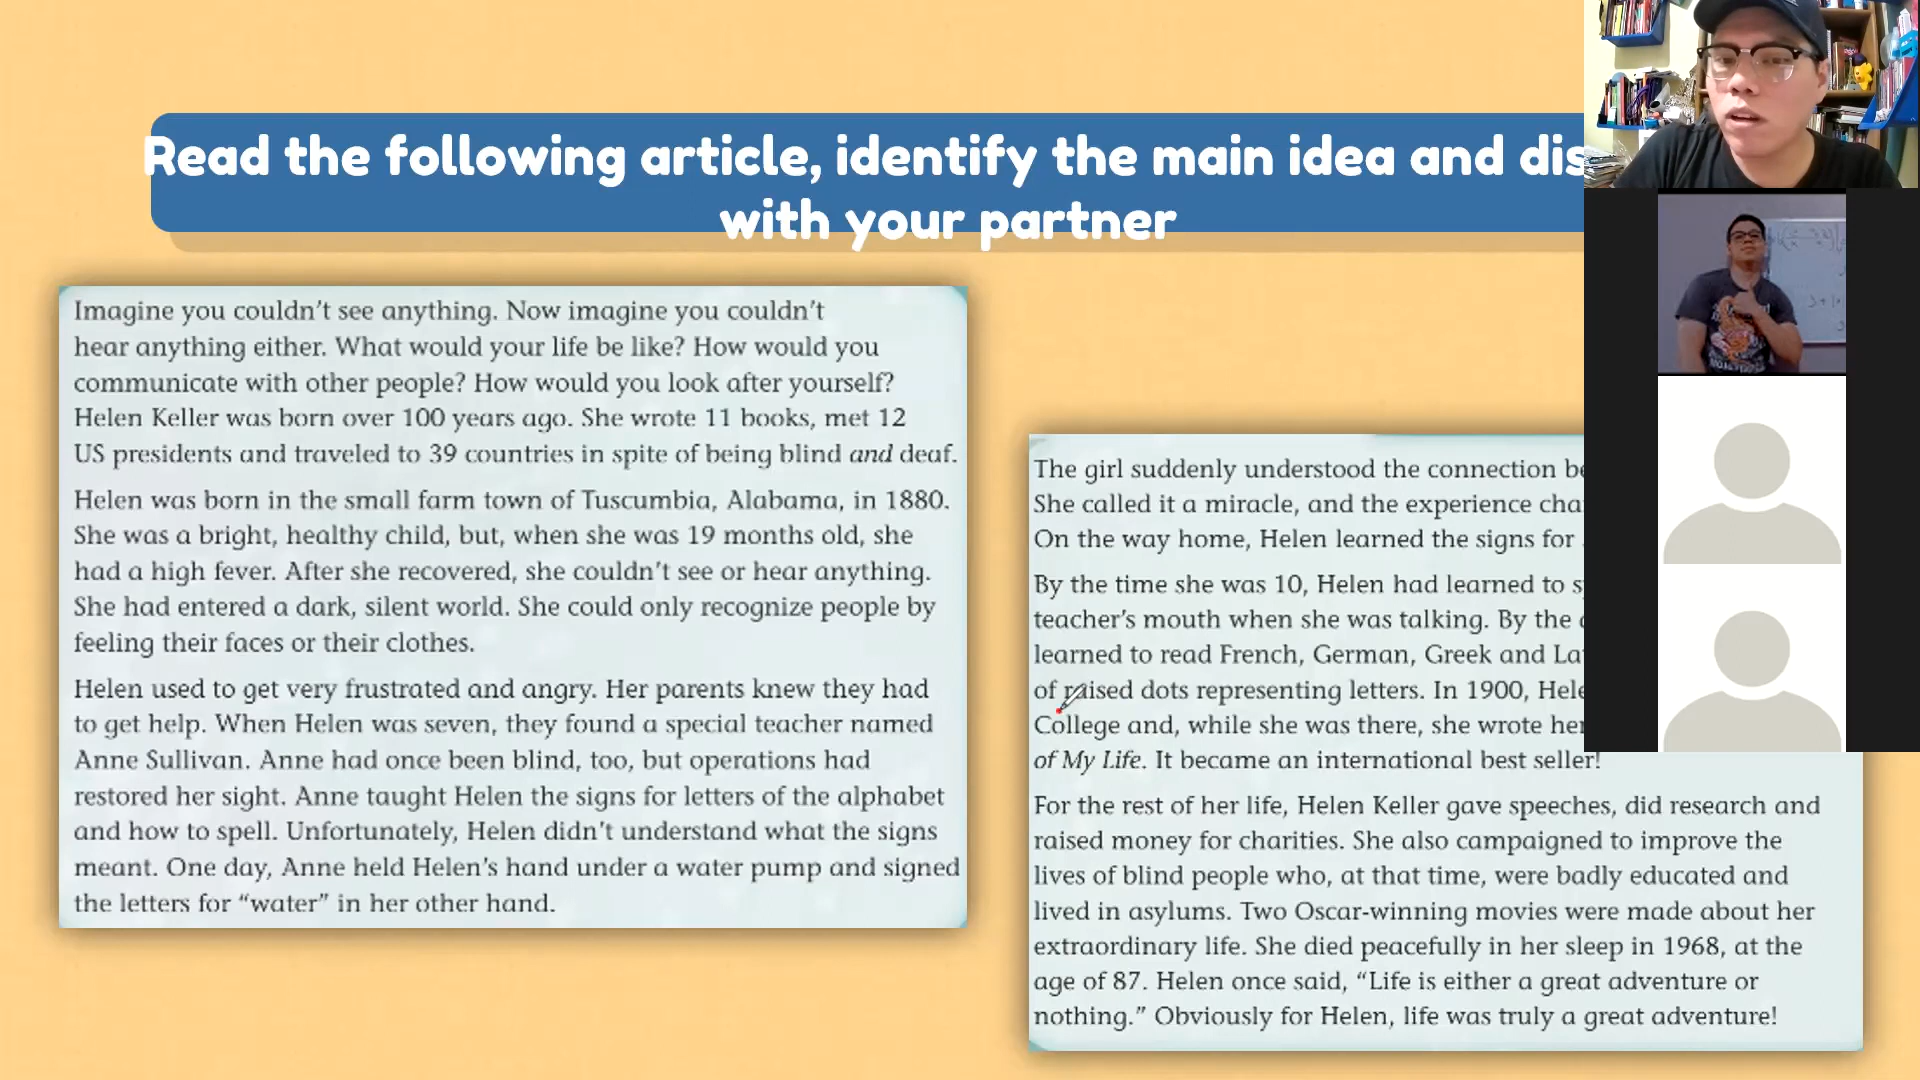 Read the following article, identify the main idea and
with your partner
Imagine you couldn't see anything. Now imagine you couldn't
hear anything either. What would your life be like? How would you
communicate with other people? How would you look after yourself?
Helen Keller was born over 100 years ago. She wrote 11 books, met 12
US presidents and traveled to 39 countries in spite of being blind and deaf.
Helen was born in the small farm town of Tuscumbia, Alabama, in 1880.
She was a bright, healthy child, but, when she was 19 months old, she
had a high fever. After she recovered, she couldn't see or hear anything.
She had entered a dark, silent world. She could only recognize people by
feeling their faces or their clothes.
Helen used to get very frustrated and angry. Her parents knew they had
to get help. When Helen was seven, they found a special teacher named
Anne Sullivan. Anne had once been blind, too, but operations had
restored her sight. Anne taught Helen the signs for letters of the alphabet
and how to spell. Unfortunately, Helen didn't understand what the signs
meant. One day, Anne held Helen's hand under a water pump and signed
the letters for “water” in her other hand.
The girl suddenly understood the connection
She called it a miracle, and the experience
On the way home, Helen learned the signs for
By the time she was 10, Helen had learned to
teacher's mouth when she was talking. By the
learned to read French, German, Greek and
of raised dots representing letters. In 1900,
College and, while she was there, she wrote her
of My Life. It became an international best seller!
For the rest of her life, Helen Keller gave speeches, did research and
raised money for charities. She also campaigned to improve the
lives of blind people who, at that time, were badly educated and
lived in asylums. Two Oscar-winning movies were made about her
extraordinary life. She died peacefully in her sleep in 1968, at the
age of 87. Helen once said, “Life is either a great adventure or
nothing.” Obviously for Helen, life was truly a great adventure!